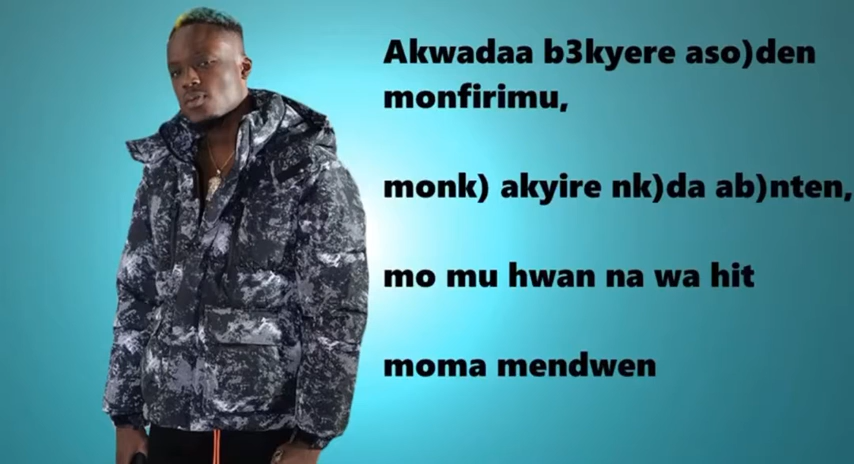 Akwadaa b3kyere aso)den
monfirimu,
monk) akyire nk)da ab)nten,
mo mu hwan na wa hit
moma mendwen